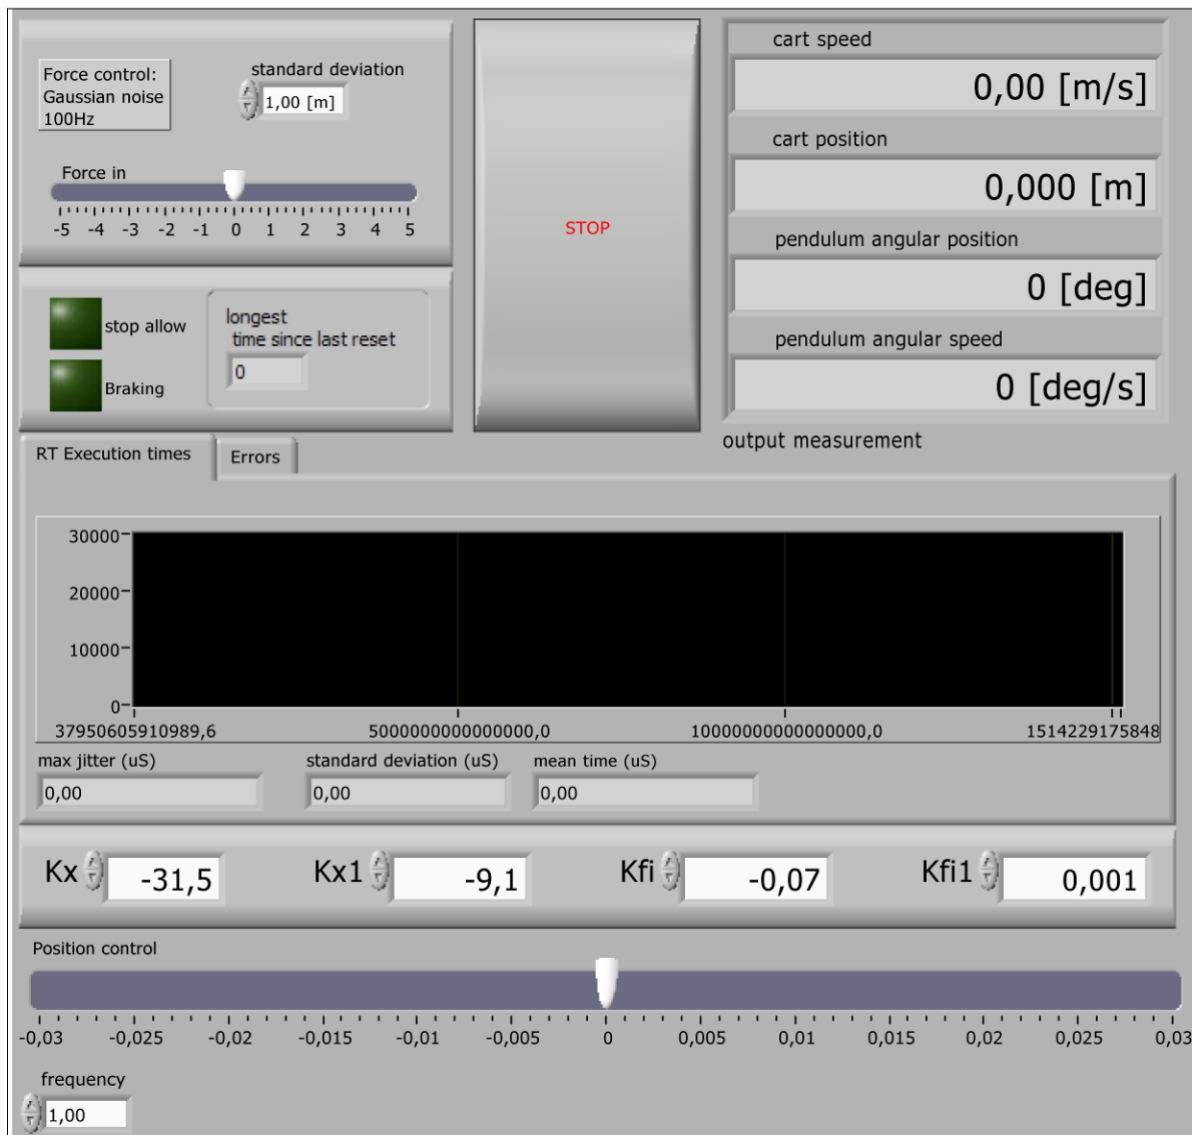 Force control:
Gaussian noise
100Hz
standard deviation
1,00 [m]
Force in
-5 -4 -3 -2 -1 0 1 2 3 4 5
stop allow
Braking
longest
time since last reset
0
STOP
cart speed
0,00 [m/s]
cart position
0,000 [m]
pendulum angular position
0 [deg]
pendulum angular speed
0 [deg/s]
output measurement
RT Execution times
Errors
30000
20000
10000
0
37950605910989,6 5000000000000000,0 10000000000000000,0 1514229175848
max jitter (uS)
0,00
standard deviation (uS)
0,00
mean time (uS)
0,00
Kx -31,5
Kx1 -9,1
Kfi -0,07
Kfi1 0,001
Position control
-0,03 -0,025 -0,02 -0,015 -0,01 -0,005 0 0,005 0,01 0,015 0,02 0,025 0,03
frequency
1,00